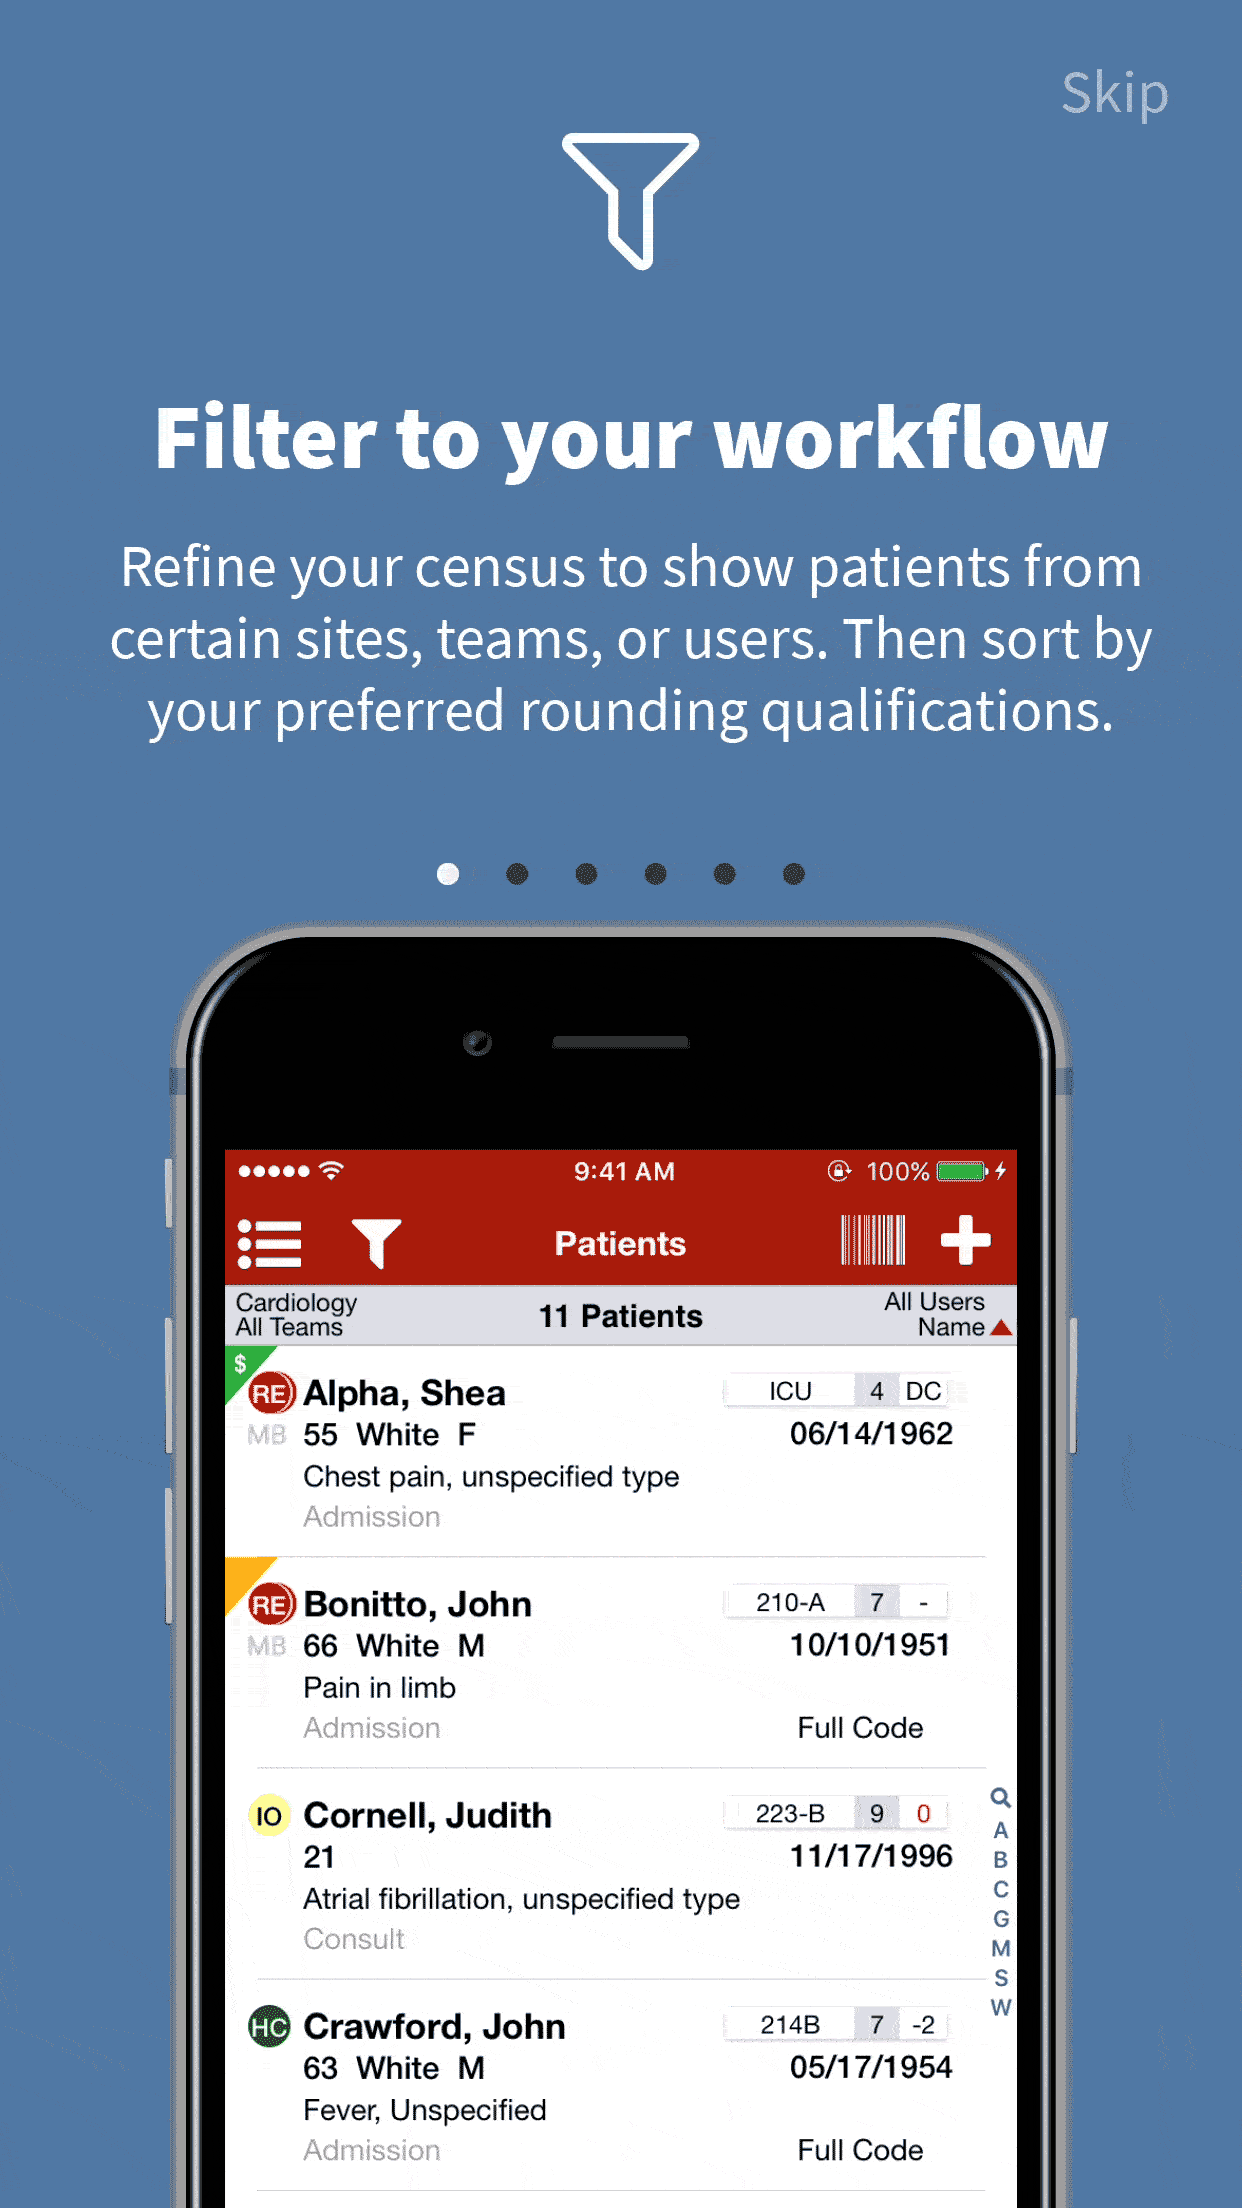 Skip
Filter to your workflow
Refine your census to show patients from
certain sites, teams, or users. Then sort by
your preferred rounding qualifications.
9:41 AM 100%
Patients
Cardiology 11 Patients All Users
All Teams Name
$
RE Alpha, Shea ICU 4 DC
MB 55 White F 06/14/1962
Chest pain, unspecified type
Admission
RE Bonitto, John 210-A 7 -
MB 66 White M 10/10/1951
Pain in limb
Admission Full Code
IO Cornell, Judith 223-B 9 0
21 11/17/1996
Atrial fibrillation, unspecified type
Consult
A
B
C
G
M
S
W
HC Crawford, John 214B 7 -2
63 White M 05/17/1954
Fever, Unspecified
Admission Full Code